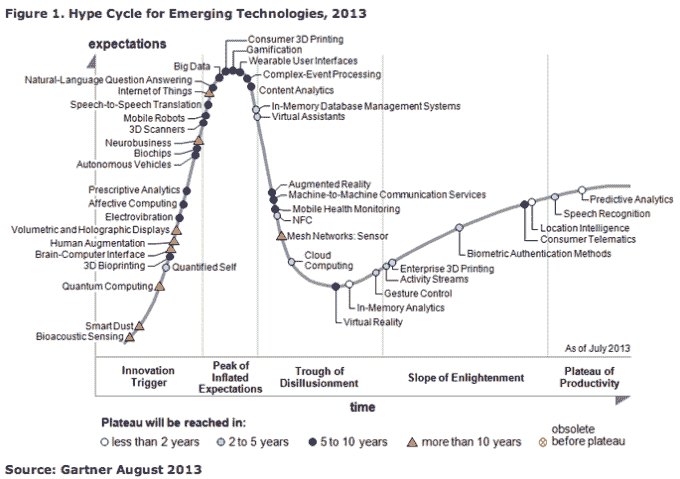 Figure 1. Hype Cycle for Emerging Technologies, 2013
expectations
Consumer 3D Printing
Gamification
Wearable User Interfaces
Big Data
Complex-Event Processing
Natural-Language Question Answering
Content Analytics
Internet of Things
Speech-to-Speech Translation
In-Memory Database Management Systems
Mobile Robots
Virtual Assistants
3D Scanners
Neurobusiness
Biochips
Autonomous Vehicles
Augmented Reality
Prescriptive Analytics
Machine-to-Machine Communication Services
Predictive Analytics
Affective Computing
Mobile Health Monitoring
Speech Recognition
Electrovibration
NFC
Location Intelligence
Volumetric and Holographic Displays
Mesh Networks: Sensor
Consumer Telematics
Human Augmentation
Biometric Authentication Methods
Brain-Computer Interface
Cloud
Computing
3D Bioprinting
Quantified Self
Enterprise 3D Printing
Activity Streams
Quantum Computing
Gesture Control
In-Memory Analytics
Virtual Reality
Smart Dust
Bioacoustic Sensing
As of July 2013
Innovation
Trigger
Peak of
Inflated
Expectations
Trough of
Disillusionment
Slope of Enlightenment
Plateau of
Productivity
time
Plateau will be reached in:
less than 2 years
2 to 5 years
5 to 10 years
more than 10 years
obsolete
before plateau
Source: Gartner August 2013